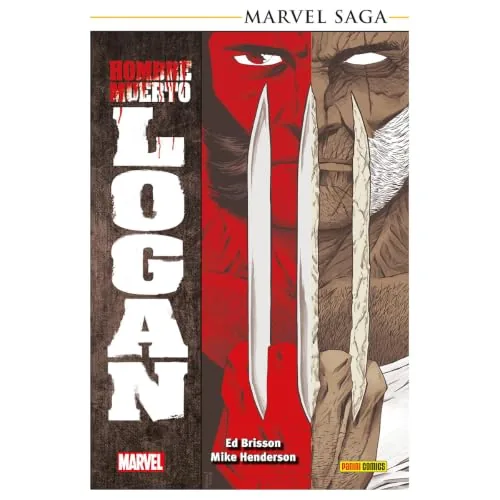 MARVEL SAGA
HOMBRE
MUERTO
LOGAN
Ed Brisson
Mike Henderson
MARVEL
PANINI COMICS